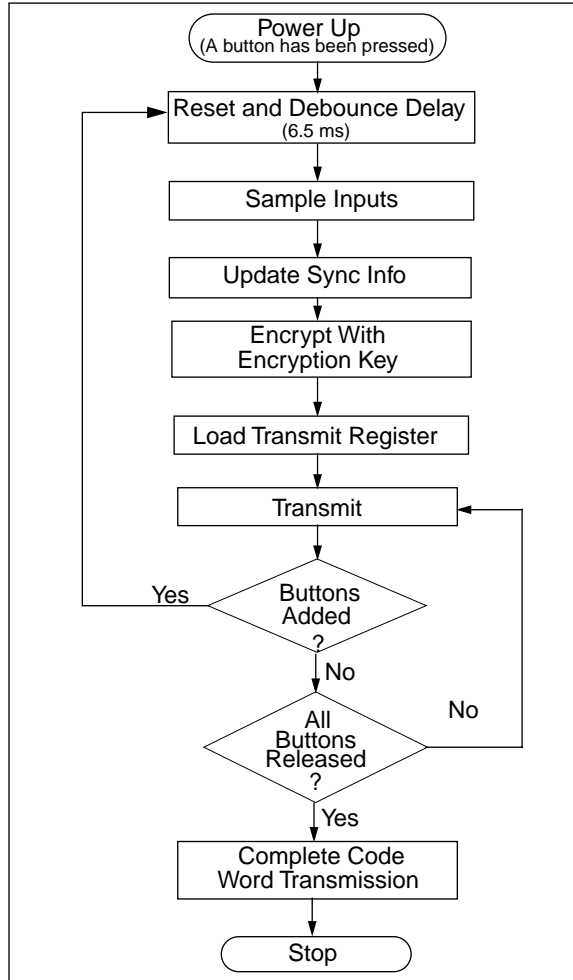 Power Up
(A button has been pressed)
Reset and Debounce Delay
(6.5 ms)
Sample Inputs
Update Sync Info
Encrypt With
Encryption Key
Load Transmit Register
Transmit
Yes
Buttons
Added
?
No
All
Buttons
Released
?
No
Yes
Complete Code
Word Transmission
Stop